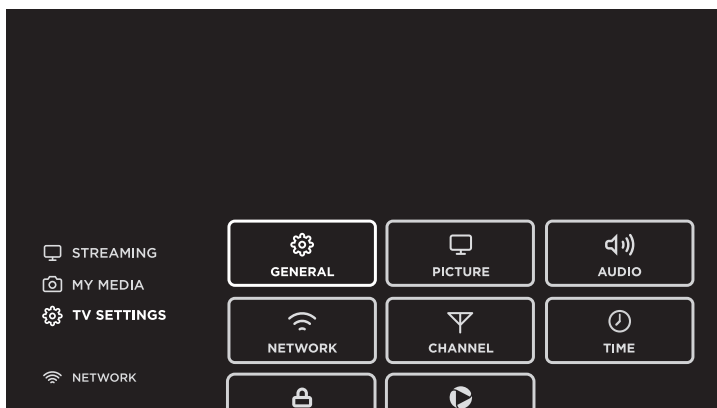 STREAMING
MY MEDIA
TV SETTINGS
NETWORK
GENERAL
PICTURE
AUDIO
NETWORK
CHANNEL
TIME